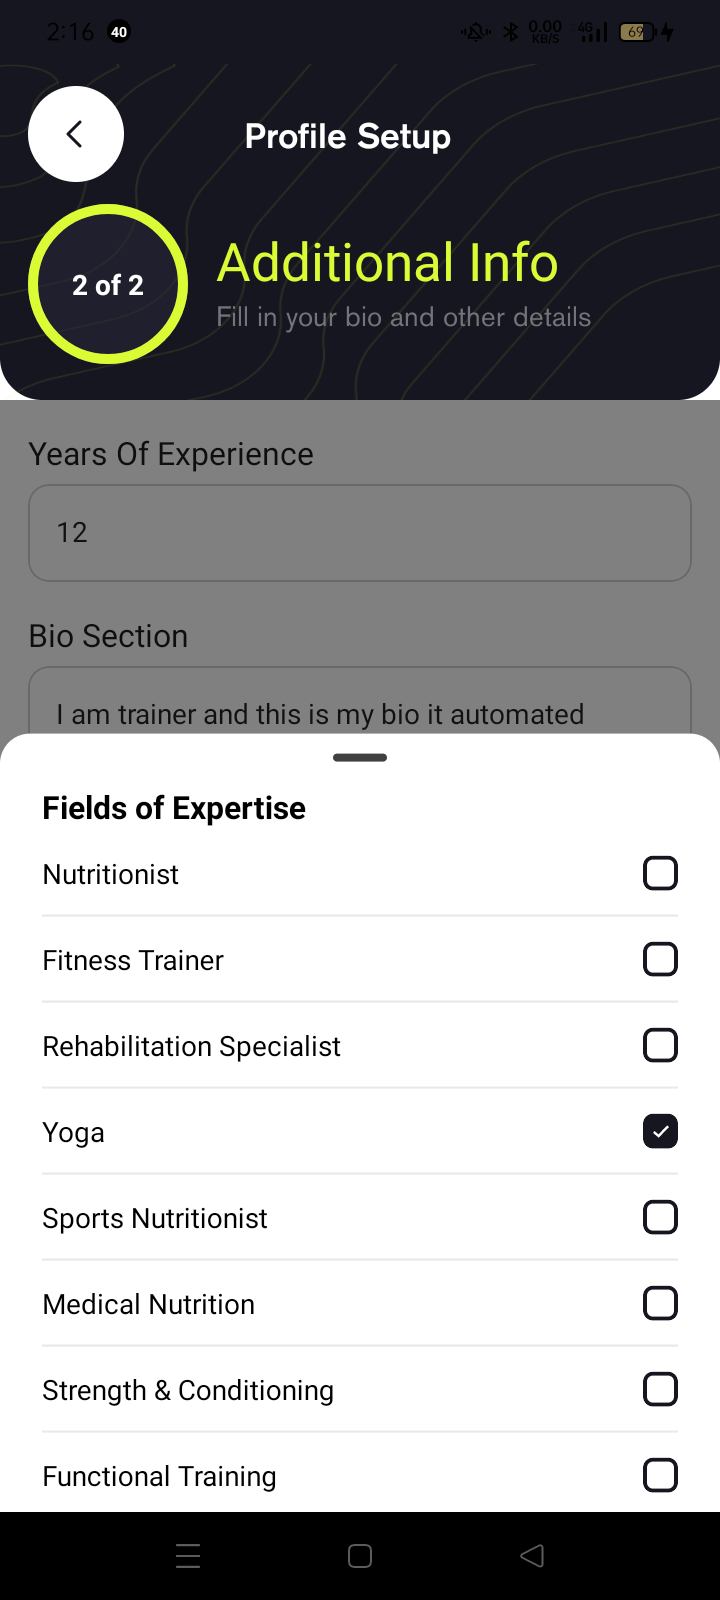 2:16 40 0.00 KB/S 4G 69
Profile Setup
2 of 2
Additional Info
Fill in your bio and other details
Years Of Experience
12
Bio Section
I am trainer and this is my bio it automated
Fields of Expertise
Nutritionist
Fitness Trainer
Rehabilitation Specialist
Yoga
Sports Nutritionist
Medical Nutrition
Strength & Conditioning
Functional Training